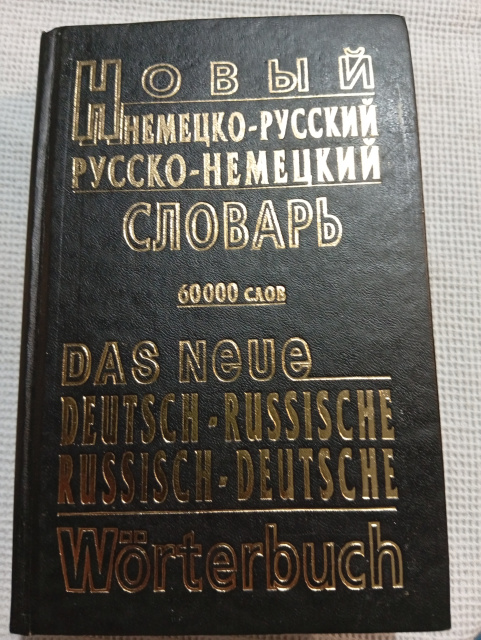 Новый
НЕМЕЦКО-РУССКИЙ
РУССКО-НЕМЕЦКИЙ
СЛОВАРЬ
60000 СЛОВ
DAS Neue
DEUTSCH-RUSSISCHE
RUSSISCH-DEUTSCHE
Wörterbuch